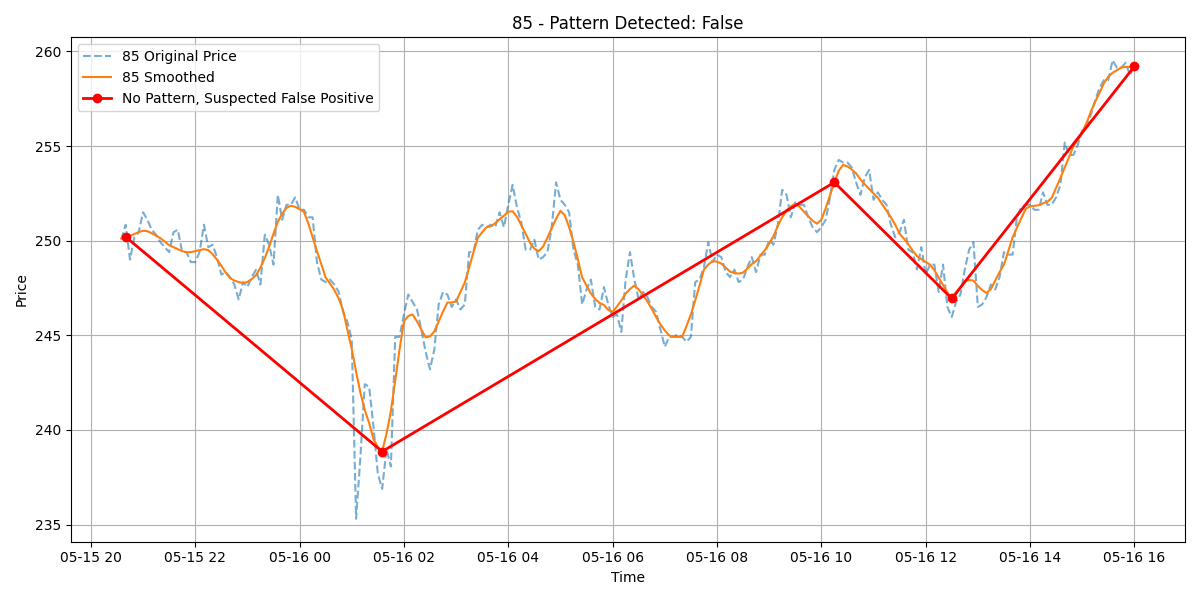 85 - Pattern Detected: False
85 Original Price
85 Smoothed
No Pattern, Suspected False Positive
Price
260
255
250
245
240
235
05-15 20 05-15 22 05-16 00 05-16 02 05-16 04 05-16 06 05-16 08 05-16 10 05-16 12 05-16 14 05-16 16
Time